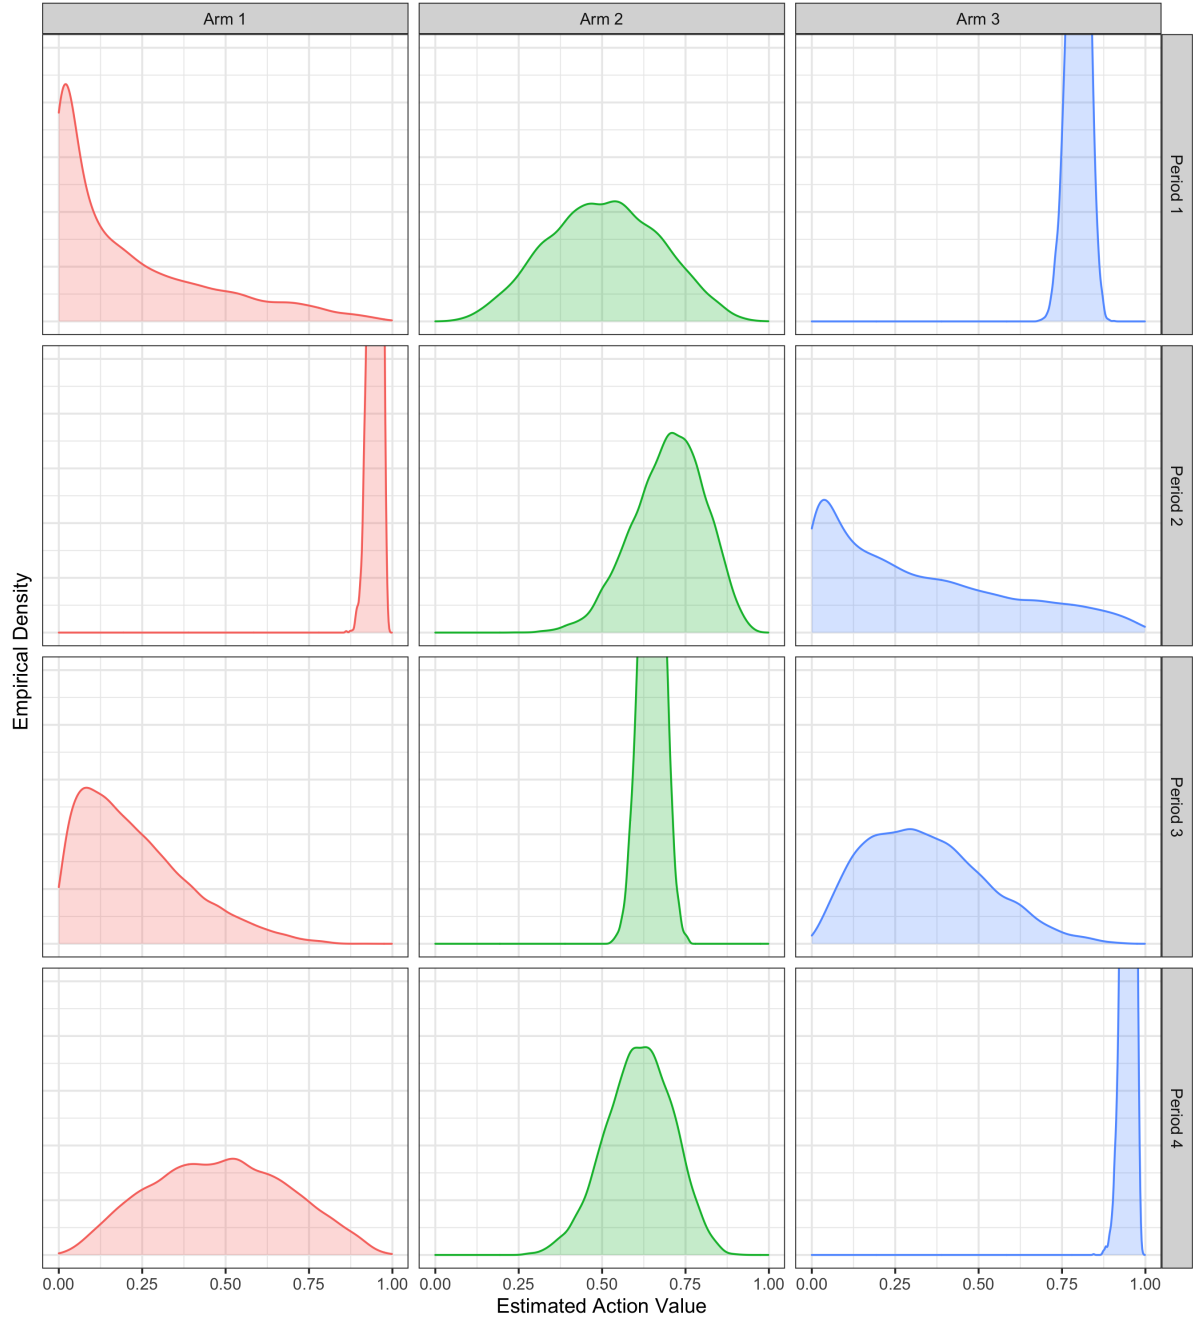 Arm 1 Arm 2 Arm 3
Period 1
Period 2
Period 3
Period 4
Empirical Density
0.00 0.25 0.50 0.75 1.00 0.00 0.25 0.50 0.75 1.00 0.00 0.25 0.50 0.75 1.00
Estimated Action Value